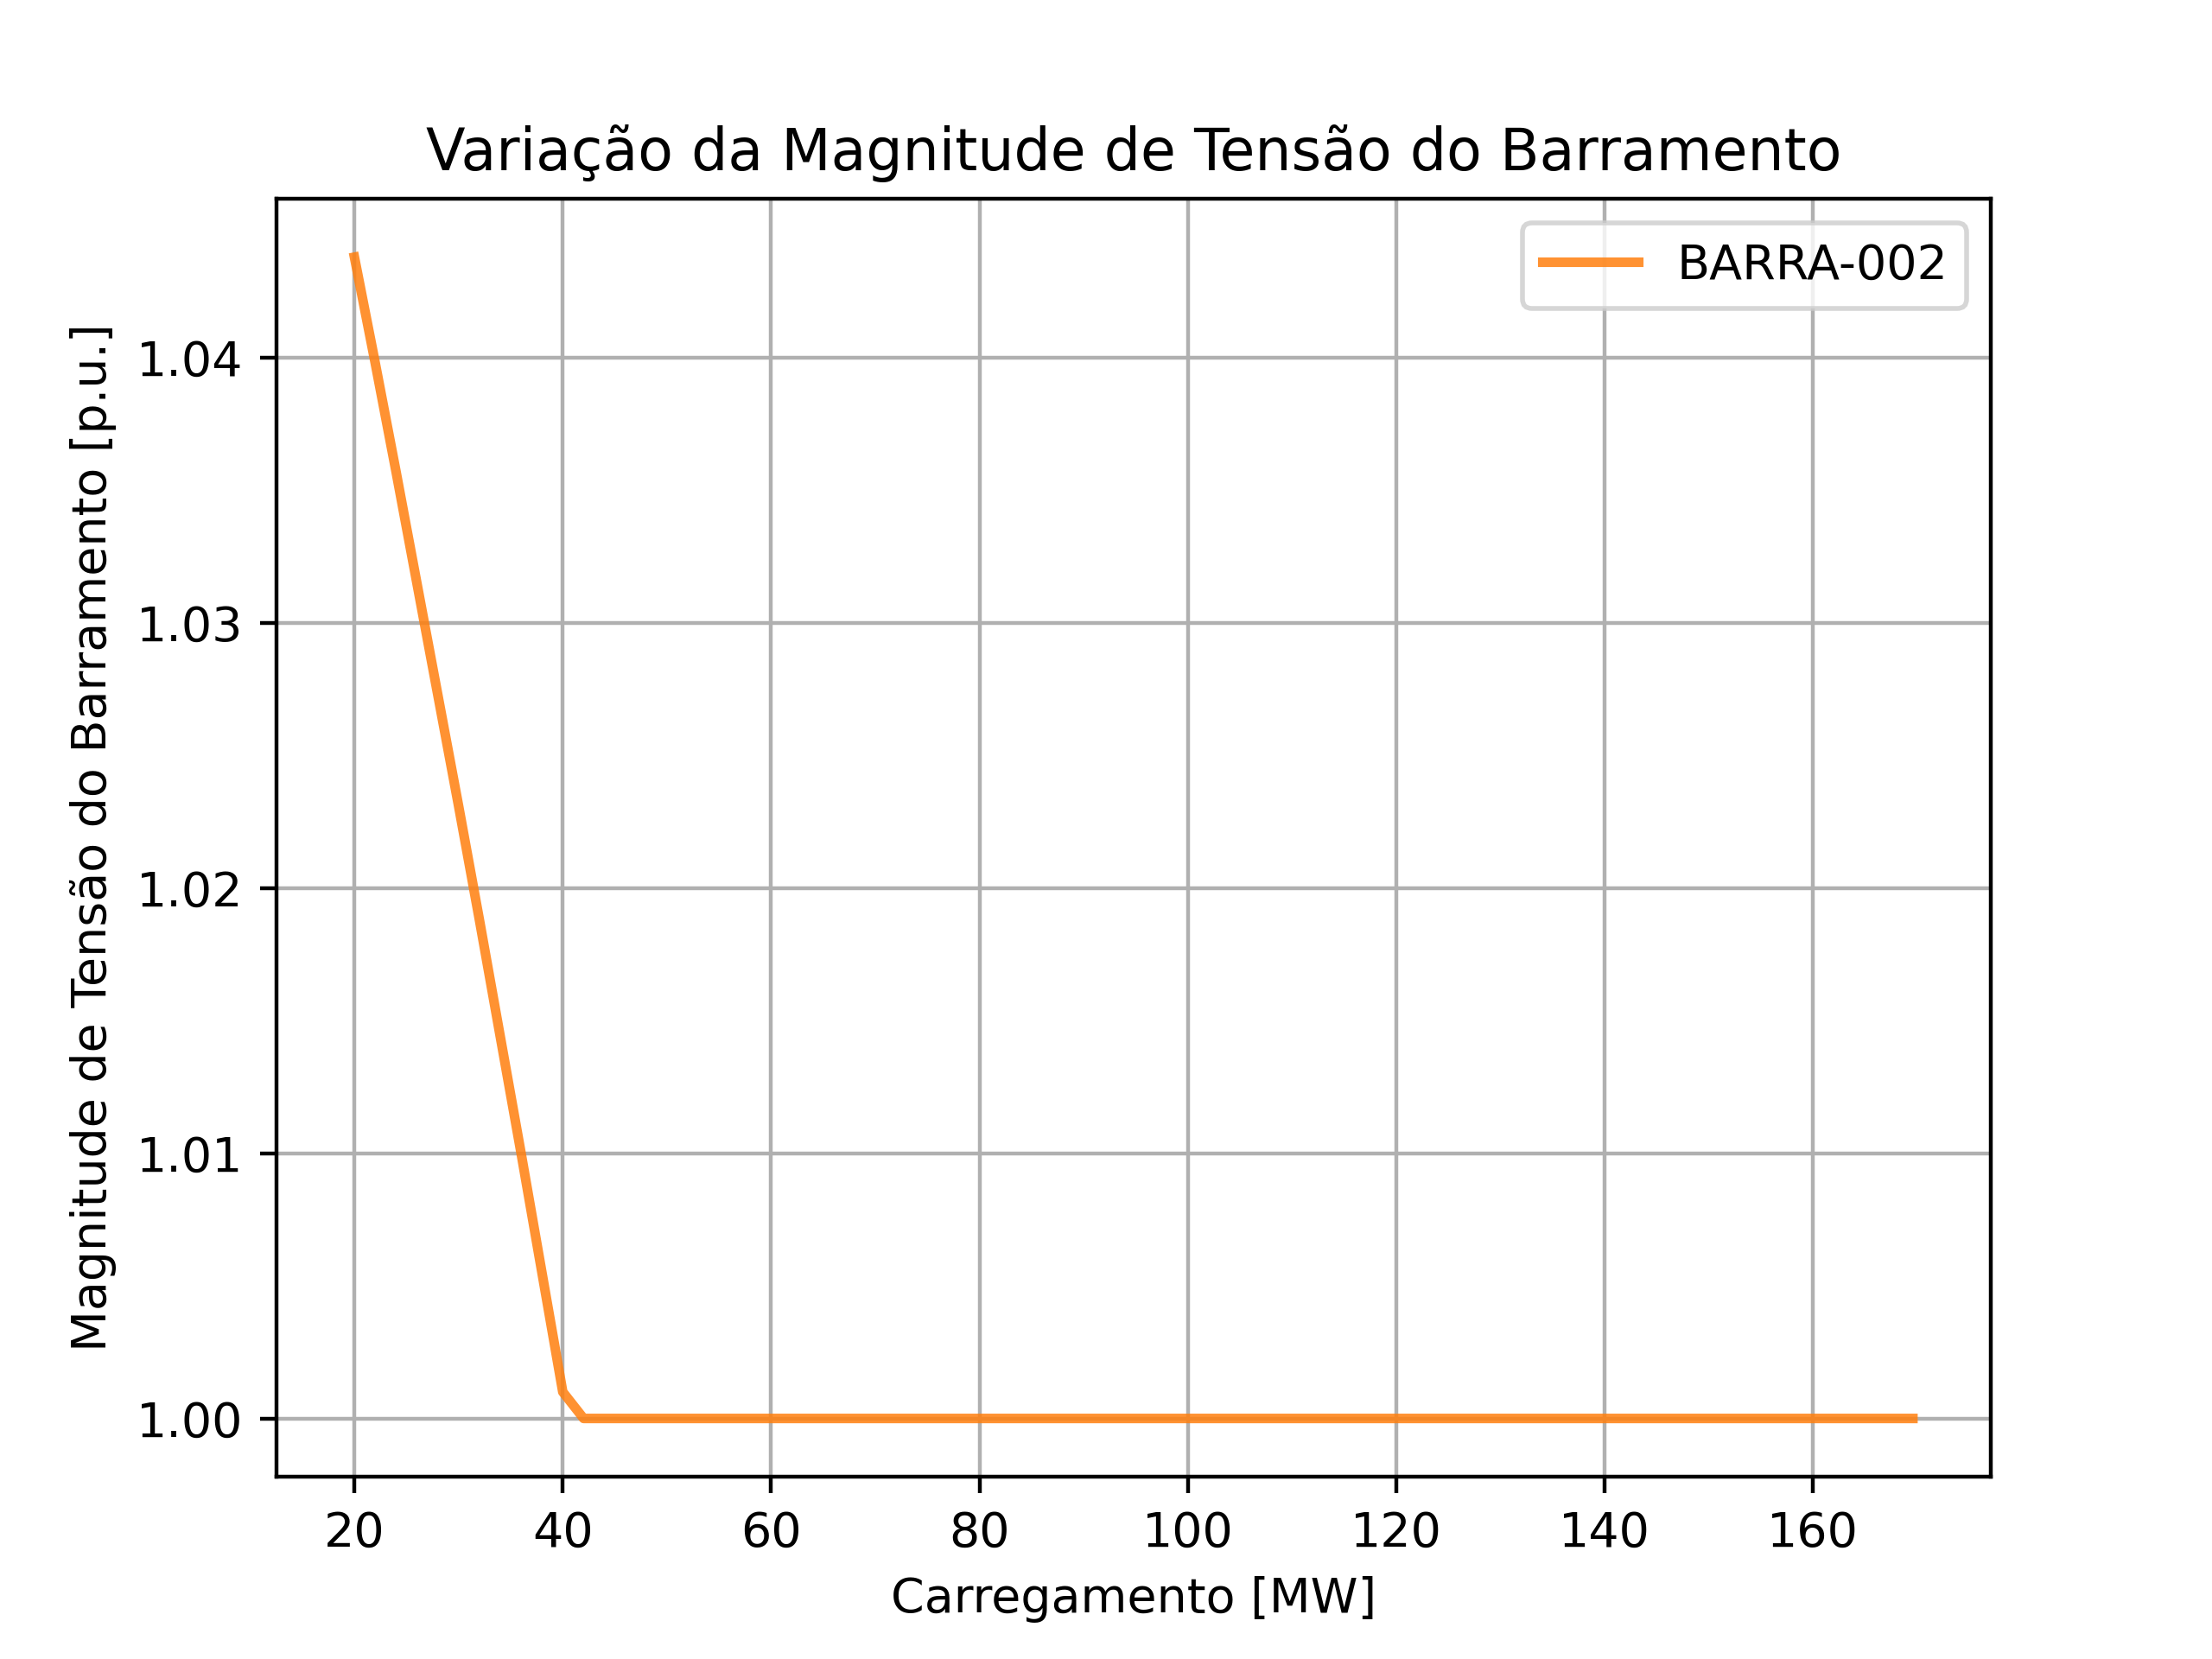 Variação da Magnitude de Tensão do Barramento
BARRA-002
Magnitude de Tensão do Barramento [p.u.]
1.04
1.03
1.02
1.01
1.00
20 40 60 80 100 120 140 160
Carregamento [MW]